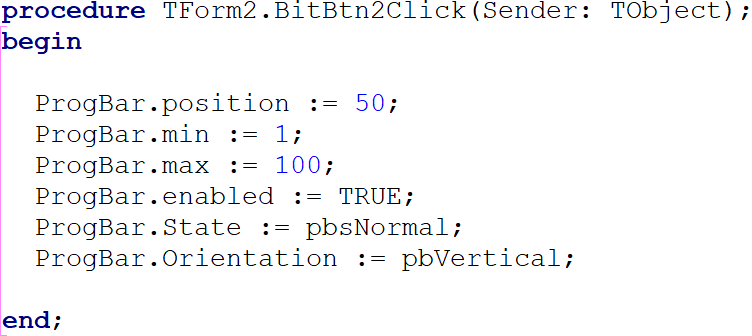 procedure TForm2.BitBtn2Click(Sender: TObject);
begin
ProgBar.position := 50;
ProgBar.min := 1;
ProgBar.max := 100;
ProgBar.enabled := TRUE;
ProgBar.State := pbsNormal;
ProgBar.Orientation := pbVertical;
end;